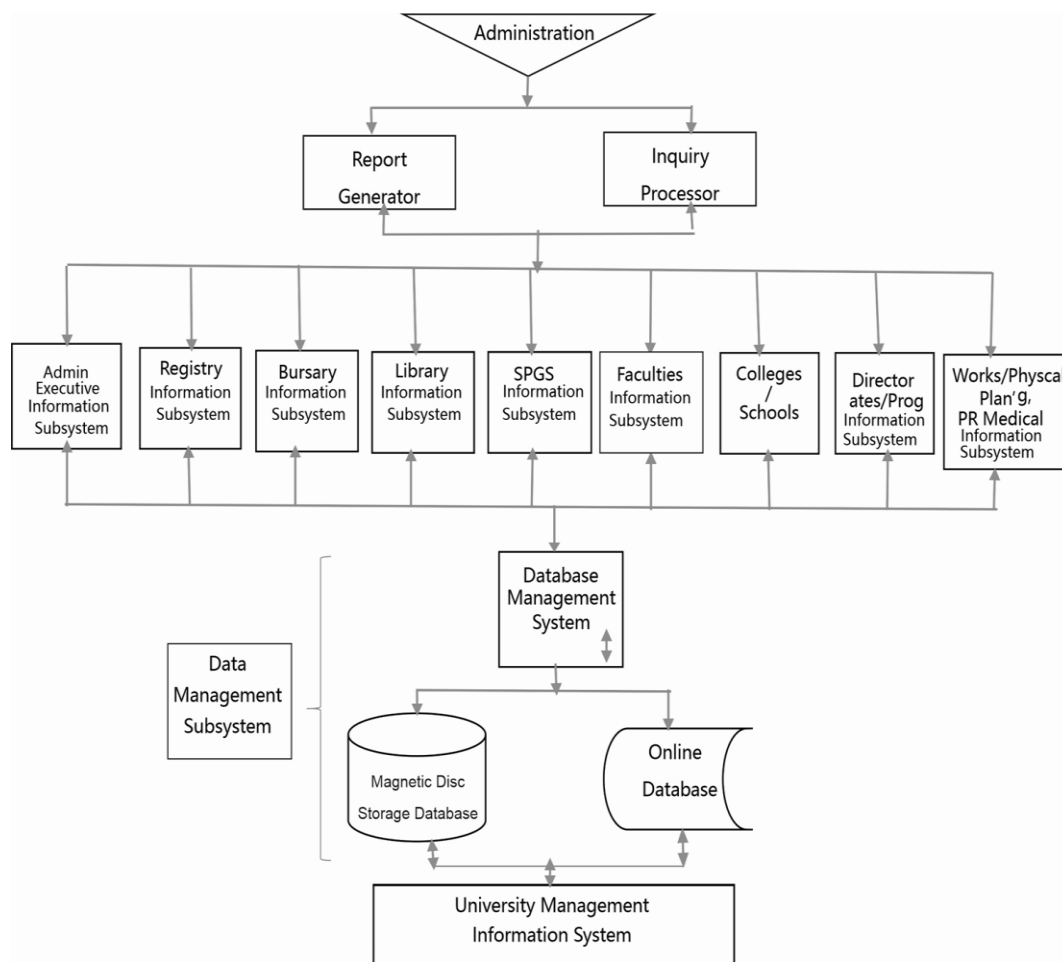 Administration
Report
Generator
Inquiry
Processor
Admin
Executive
Information
Subsystem
Registry
Information
Subsystem
Bursary
Information
Subsystem
Library
Information
Subsystem
SPGS
Information
Subsystem
Faculties
Information
Subsystem
Colleges
/
Schools
Director
ates/Prog
Information
Subsystem
Works/Physcal
Plan'g,
PR Medical
Information
Subsystem
Database
Management
System
Data
Management
Subsystem
Magnetic Disc
Storage Database
Online
Database
University Management
Information System